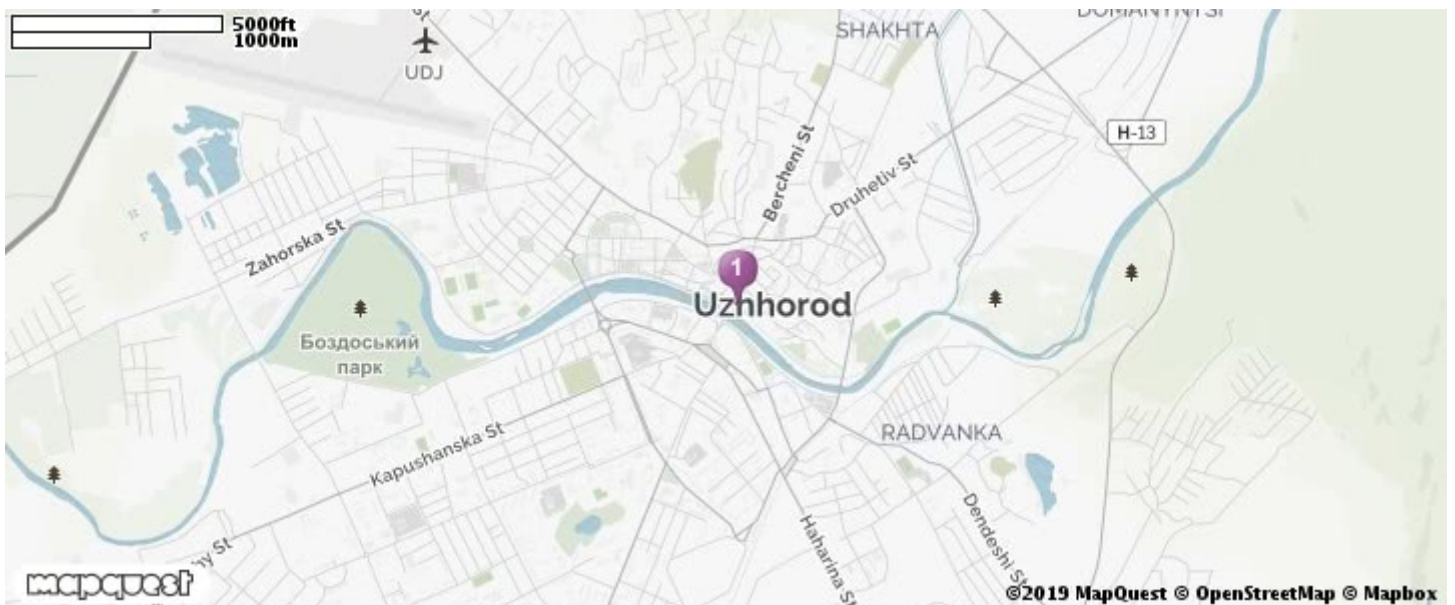 5000ft
1000m
SHAKHTA
UDJ
H-13
Bercheni St
Druhetiv St
Zahorska St
1
Uzhhorod
Боздоський
парк
Kapushanska St
RADVANKA
Dendeshi St
Haharina St
mapquest
©2019 MapQuest © OpenStreetMap © Mapbox